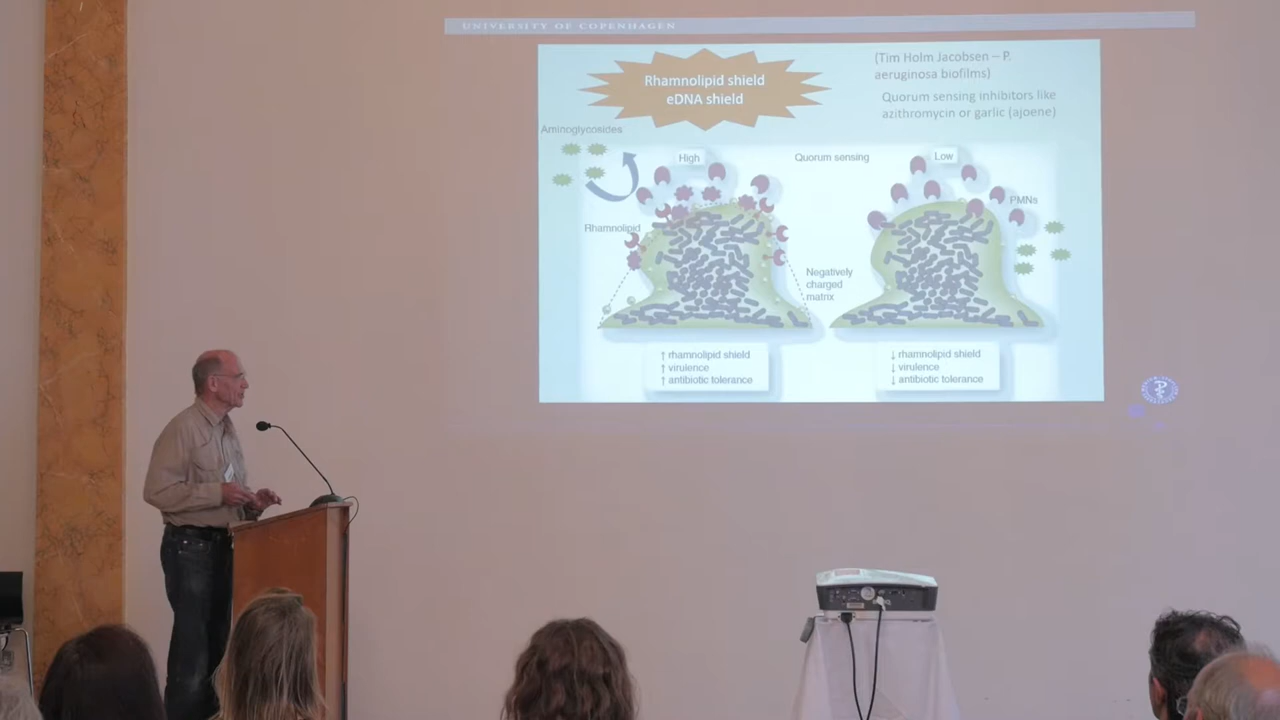 UNIVERSITY OF COPENHAGEN
Rhamnolipid shield
eDNA shield
(Tim Holm Jacobsen – P.
aeruginosa biofilms)
Quorum sensing inhibitors like
azithromycin or garlic (ajoene)
Aminoglycosides
High
Quorum sensing
Low
PMNs
Rhamnolipid
Negatively
charged
matrix
↑ rhamnolipid shield
↑ virulence
↑ antibiotic tolerance
↓ rhamnolipid shield
↓ virulence
↓ antibiotic tolerance